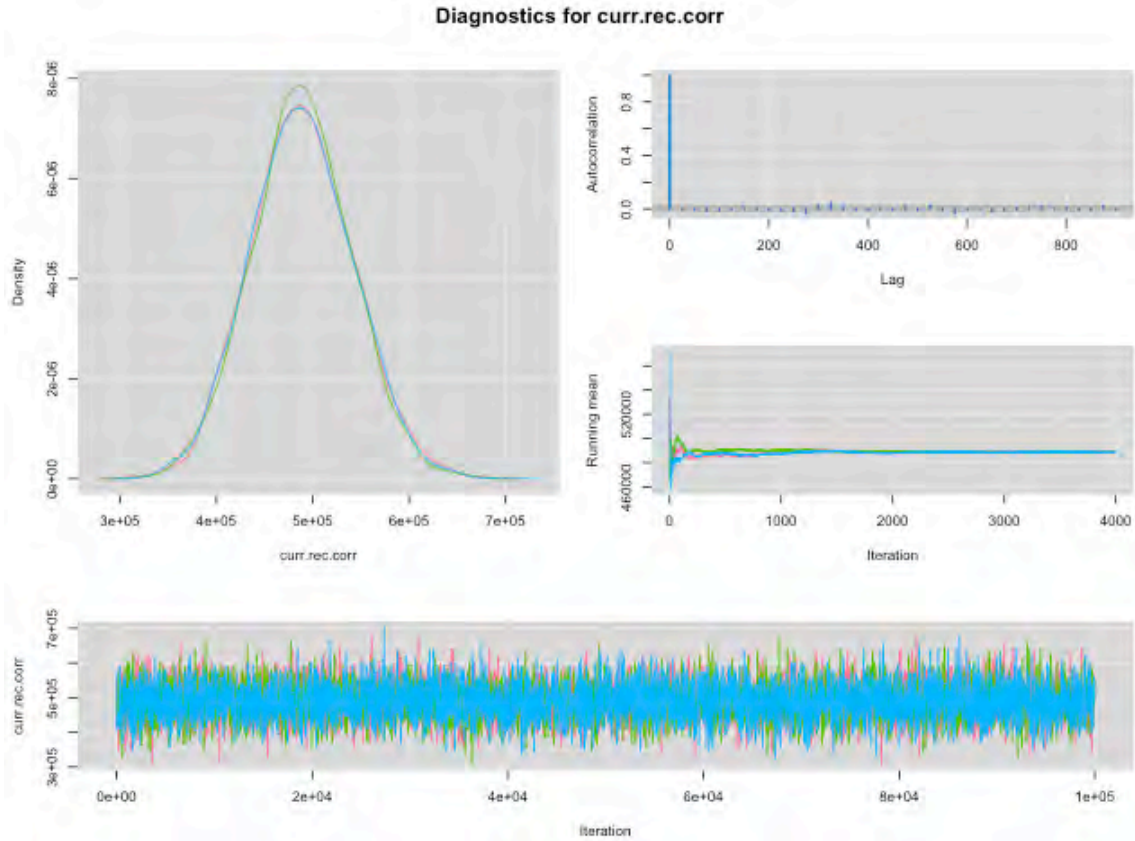 Diagnostics for curr.rec.corr
Density
0e+00
2e-06
4e-06
6e-06
8e-06
3e+05
4e+05
5e+05
6e+05
7e+05
curr.rec.corr
Autocorrelation
0.0
0.4
0.8
0
200
400
600
800
Lag
Running mean
460000
520000
0
1000
2000
3000
4000
Iteration
curr.rec.corr
3e+05
5e+05
7e+05
0e+00
2e+04
4e+04
6e+04
8e+04
1e+05
Iteration